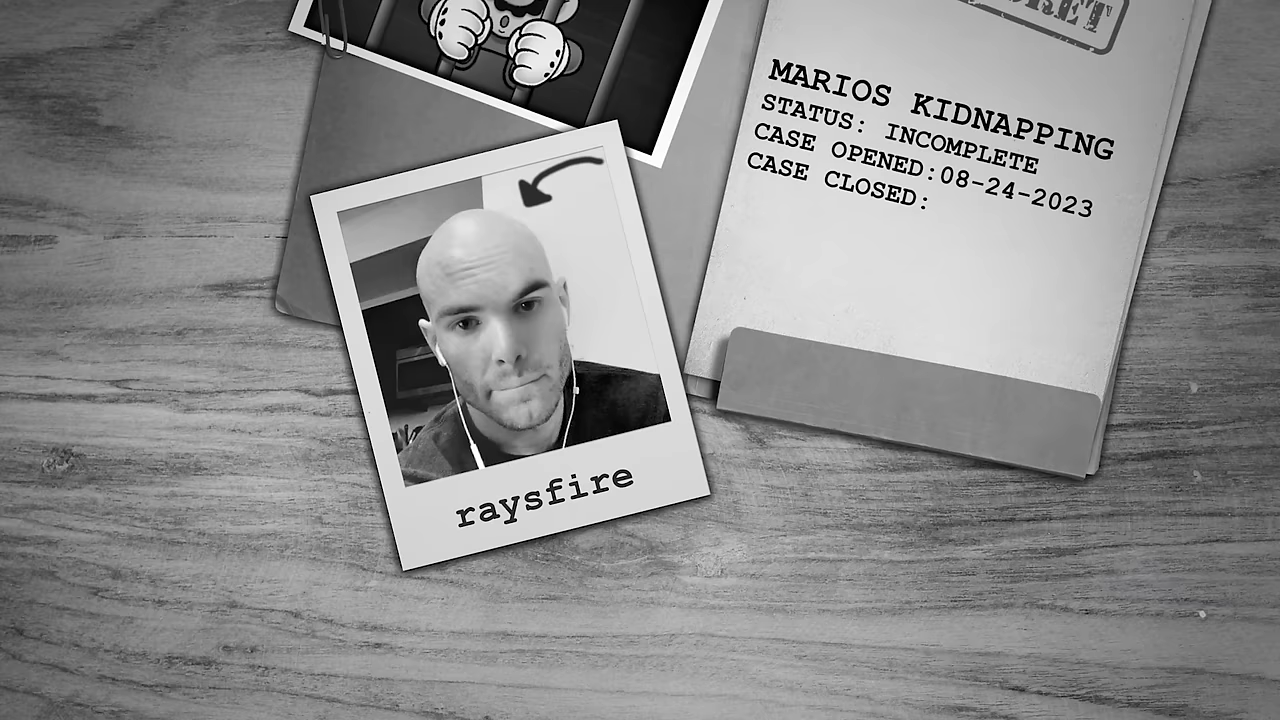 MARIOS KIDNAPPING
STATUS: INCOMPLETE
CASE OPENED:08-24-2023
CASE CLOSED:
raysfire